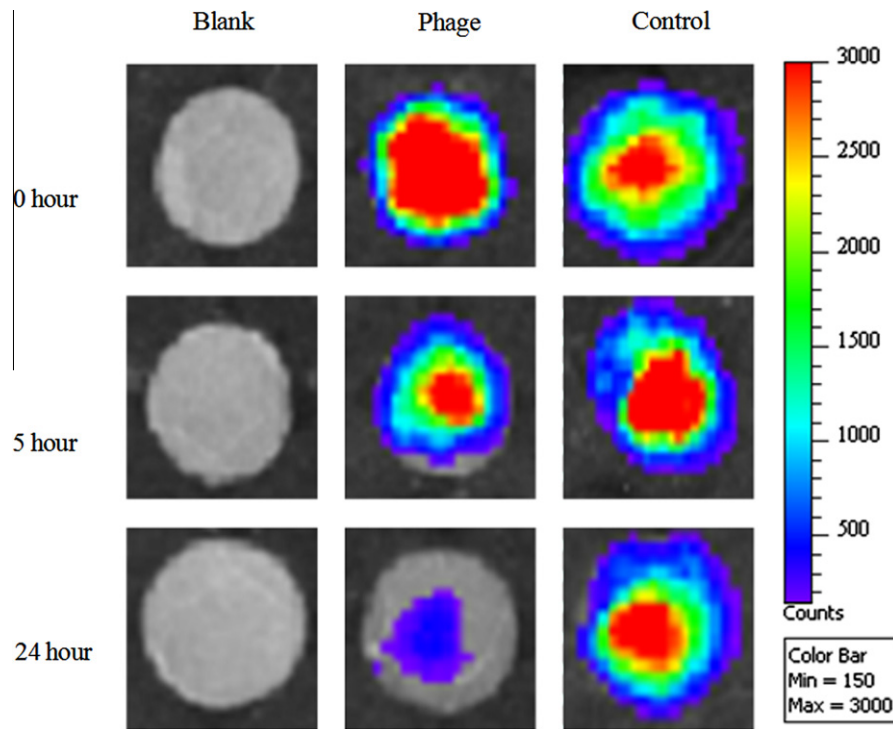 Blank Phage Control
0 hour
5 hour
24 hour
3000
2500
2000
1500
1000
500
Counts
Color Bar
Min = 150
Max = 3000